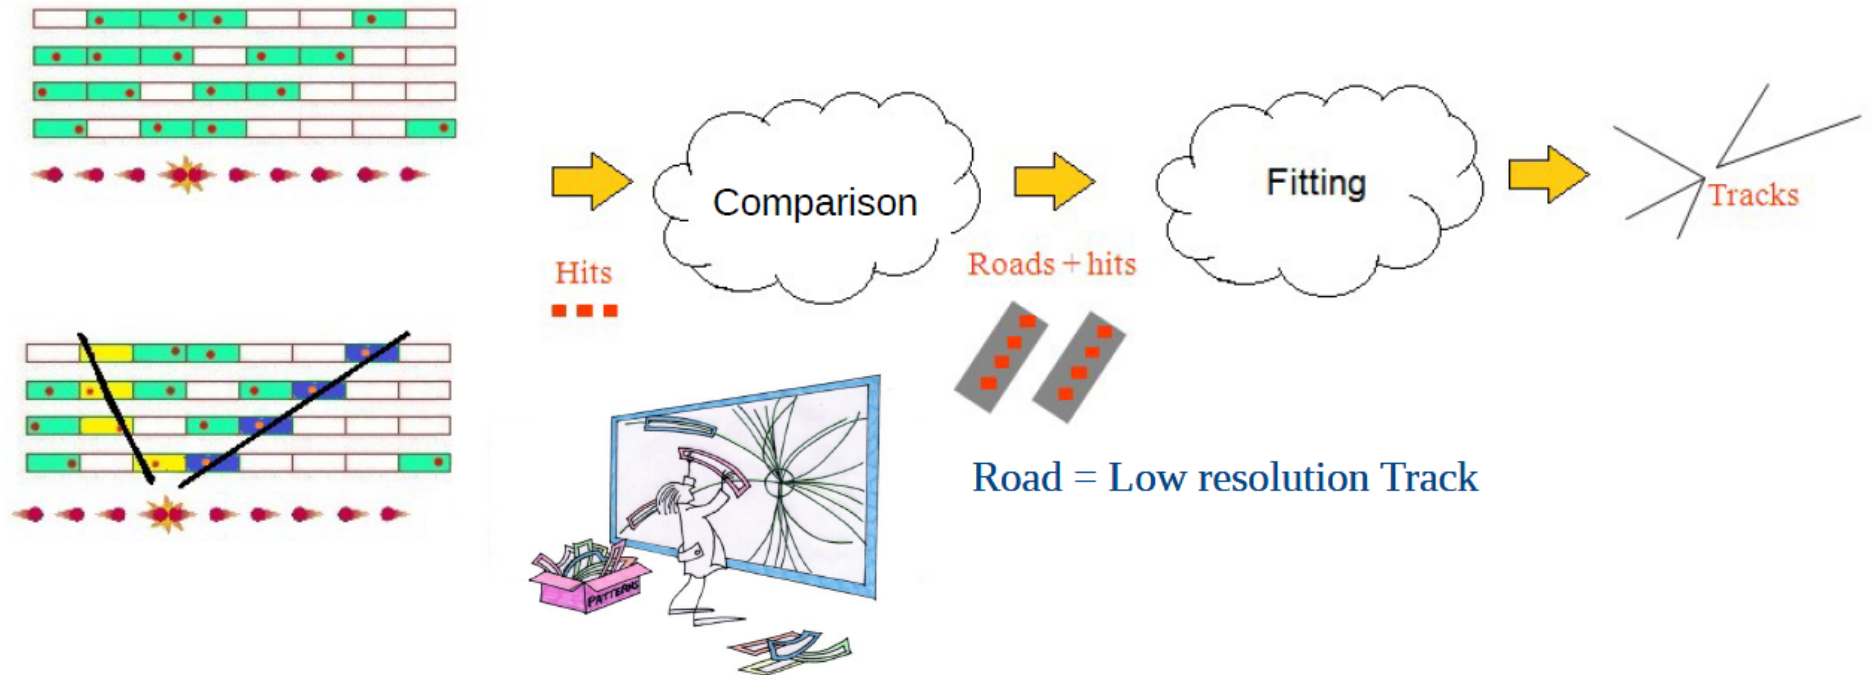 Comparison
Fitting
Tracks
Hits
Roads + hits
Road = Low resolution Track
PATTERNS